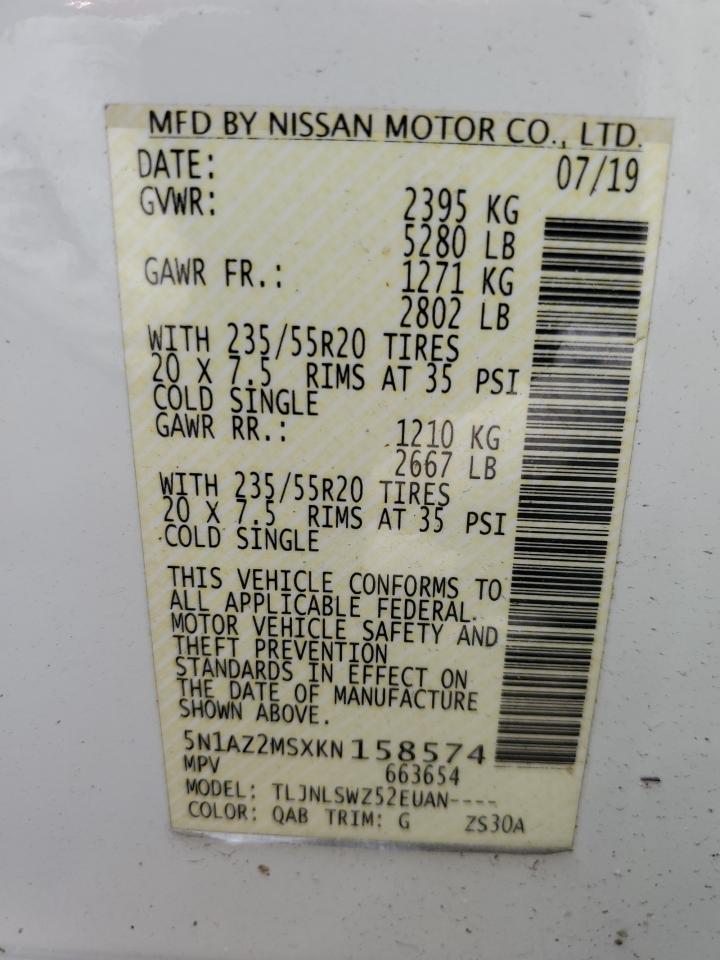 MFD BY NISSAN MOTOR CO., LTD.
DATE: 07/19
GVWR: 2395 KG
5280 LB
GAWR FR.: 1271 KG
2802 LB
WITH 235/55R20 TIRES
20 X 7.5 RIMS AT 35 PSI
COLD SINGLE
GAWR RR.: 1210 KG
2667 LB
WITH 235/55R20 TIRES
20 X 7.5 RIMS AT 35 PSI
COLD SINGLE
THIS VEHICLE CONFORMS TO
ALL APPLICABLE FEDERAL
MOTOR VEHICLE SAFETY AND
THEFT PREVENTION
STANDARDS IN EFFECT ON
THE DATE OF MANUFACTURE
SHOWN ABOVE.
5N1AZ2MSXKN158574
MPV 663654
MODEL: TLJNLSWZ52EUAN----
COLOR: QAB TRIM: G ZS30A